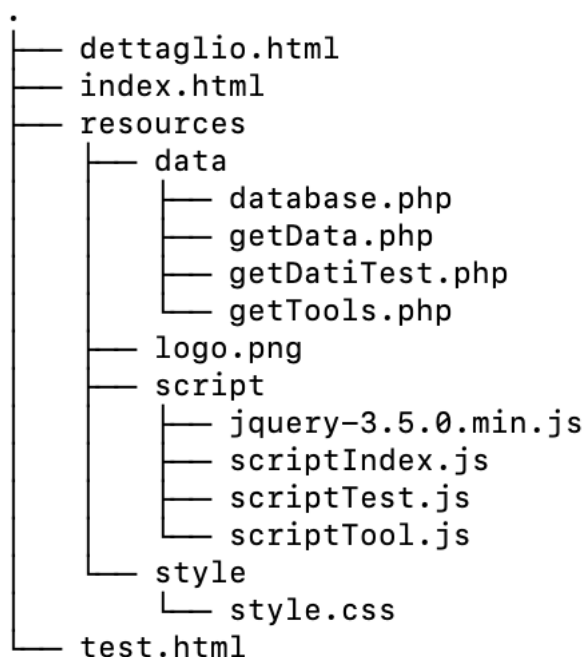 .
├── dettaglio.html
├── index.html
├── resources
│   ├── data
│   │   ├── database.php
│   │   ├── getData.php
│   │   ├── getDatiTest.php
│   │   └── getTools.php
│   ├── logo.png
│   ├── script
│   │   ├── jquery-3.5.0.min.js
│   │   ├── scriptIndex.js
│   │   ├── scriptTest.js
│   │   └── scriptTool.js
│   └── style
│       └── style.css
└── test.html